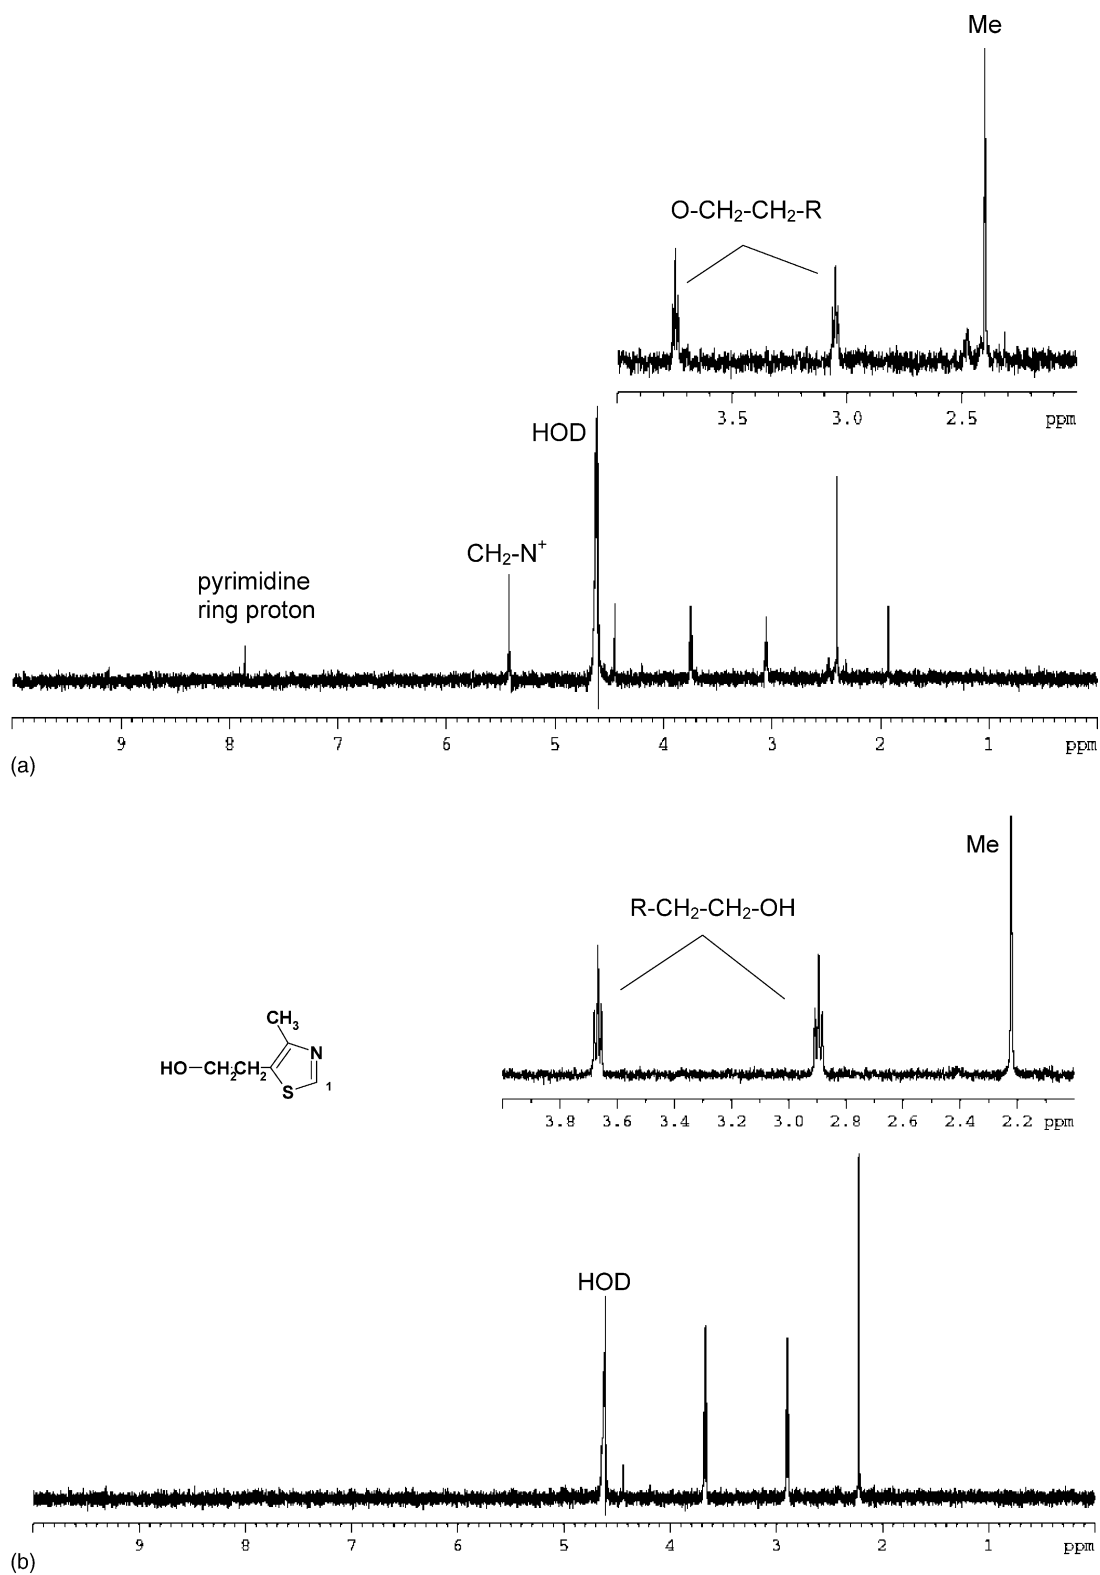 Me
O-CH₂-CH₂-R
3.5 3.0 2.5 ppm
HOD
CH₂-N⁺
pyrimidine
ring proton
9 8 7 6 5 4 3 2 1 ppm
(a)
Me
R-CH₂-CH₂-OH
CH₃
N
HO-CH₂CH₂
S
1
3.8 3.6 3.4 3.2 3.0 2.8 2.6 2.4 2.2 ppm
HOD
9 8 7 6 5 4 3 2 1 ppm
(b)